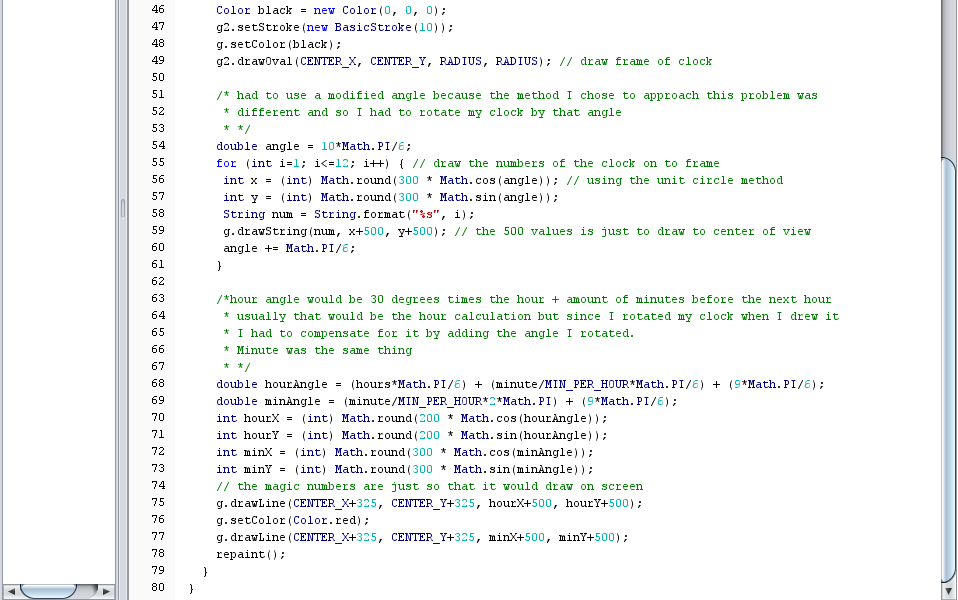 46 Color black = new Color(0, 0, 0);
47 g2.setStroke(new BasicStroke(10));
48 g.setColor(black);
49 g2.drawOval(CENTER_X, CENTER_Y, RADIUS, RADIUS); // draw frame of clock
50
51 /* had to use a modified angle because the method I chose to approach this problem was
52 * different and so I had to rotate my clock by that angle
53 * */
54 double angle = 10*Math.PI/6;
55 for (int i=1; i<=12; i++) { // draw the numbers of the clock on to frame
56 int x = (int) Math.round(300 * Math.cos(angle)); // using the unit circle method
57 int y = (int) Math.round(300 * Math.sin(angle));
58 String num = String.format("%s", i);
59 g.drawString(num, x+500, y+500); // the 500 values is just to draw to center of view
60 angle += Math.PI/6;
61 }
62
63 /*hour angle would be 30 degrees times the hour + amount of minutes before the next hour
64 * usually that would be the hour calculation but since I rotated my clock when I drew it
65 * I had to compensate for it by adding the angle I rotated.
66 * Minute was the same thing
67 * */
68 double hourAngle = (hours*Math.PI/6) + (minute/MIN_PER_HOUR*Math.PI/6) + (9*Math.PI/6);
69 double minAngle = (minute/MIN_PER_HOUR*2*Math.PI) + (9*Math.PI/6);
70 int hourX = (int) Math.round(200 * Math.cos(hourAngle));
71 int hourY = (int) Math.round(200 * Math.sin(hourAngle));
72 int minX = (int) Math.round(300 * Math.cos(minAngle));
73 int minY = (int) Math.round(300 * Math.sin(minAngle));
74 // the magic numbers are just so that it would draw on screen
75 g.drawLine(CENTER_X+325, CENTER_Y+325, hourX+500, hourY+500);
76 g.setColor(Color.red);
77 g.drawLine(CENTER_X+325, CENTER_Y+325, minX+500, minY+500);
78 repaint();
79 }
80 }